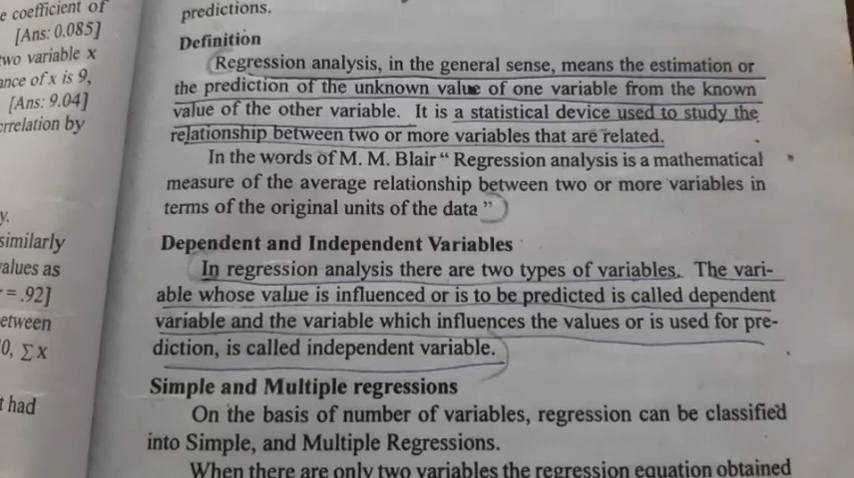 e coefficient of
[Ans: 0.085]
two variable x
ance of x is 9,
[Ans: 9.04]
rrelation by
y.
similarly
alues as
= .92]
etween
0, ∑x
t had
predictions.
Definition
Regression analysis, in the general sense, means the estimation or
the prediction of the unknown value of one variable from the known
value of the other variable. It is a statistical device used to study the
relationship between two or more variables that are related.
In the words of M. M. Blair “ Regression analysis is a mathematical
measure of the average relationship between two or more variables in
terms of the original units of the data ”
Dependent and Independent Variables
In regression analysis there are two types of variables. The vari-
able whose value is influenced or is to be predicted is called dependent
variable and the variable which influences the values or is used for pre-
diction, is called independent variable.
Simple and Multiple regressions
On the basis of number of variables, regression can be classified
into Simple, and Multiple Regressions.
When there are only two variables the regression equation obtained